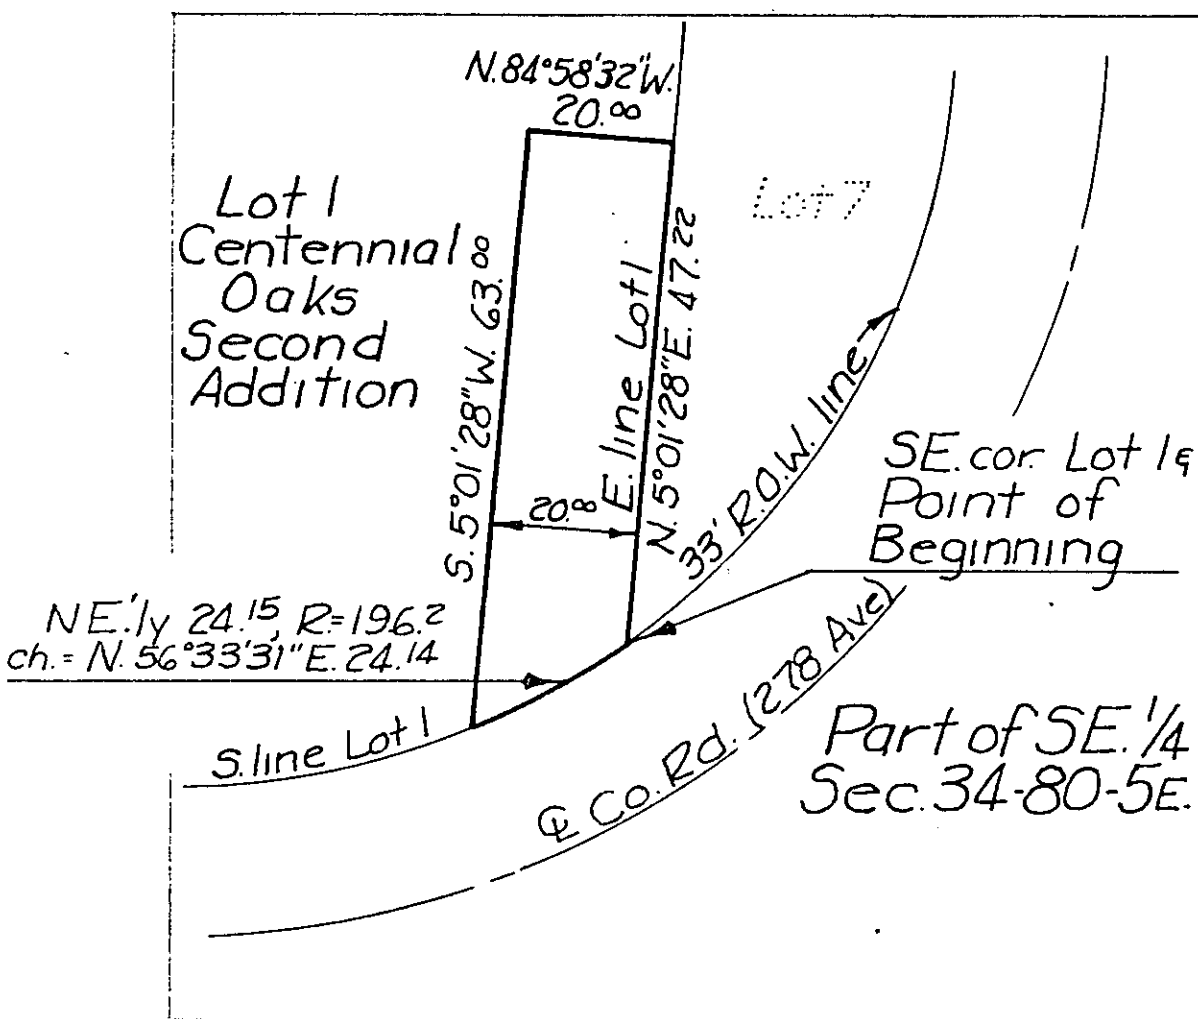 N.84°58'32"W.
20.00
Lot 1
Centennial
Oaks
Second
Addition
Lot 7
S. 5°01'28"W. 63.00
E. line Lot 1
N. 5°01'28"E. 47.22
20.00
33' R.O.W. line
SE. cor. Lot 1 &
Point of
Beginning
NE.'ly 24.15, R=196.2
ch.= N. 56°33'31"E. 24.14
S. line Lot 1
℄ Co. Rd. (278 Ave)
Part of SE. 1/4
Sec. 34-80-5E.